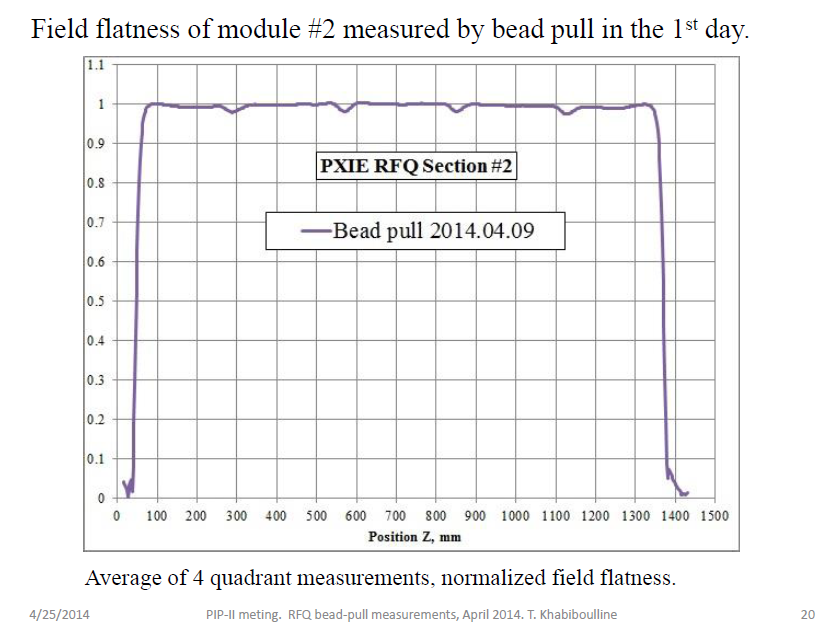 Field flatness of module #2 measured by bead pull in the 1st day.
1.1
1
0.9
0.8
0.7
0.6
0.5
0.4
0.3
0.2
0.1
0
PXIE RFQ Section #2
Bead pull 2014.04.09
0 100 200 300 400 500 600 700 800 900 1000 1100 1200 1300 1400 1500
Position Z, mm
Average of 4 quadrant measurements, normalized field flatness.
4/25/2014 PIP-II meting. RFQ bead-pull measurements, April 2014. T. Khabiboulline 20